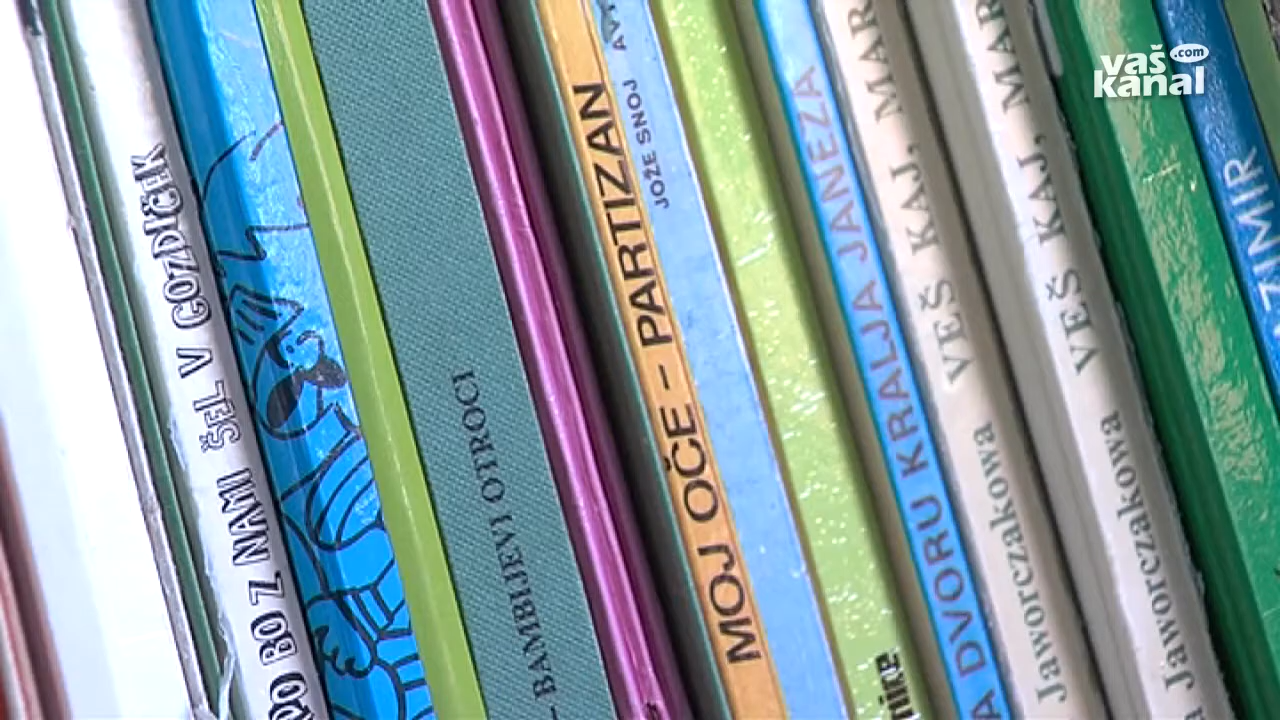 BO Z NAMI ŠEL V GOZDIČEK
– BAMBIJEVI OTROCI
MOJ OČE – PARTIZAN
JOŽE SNOJ
DVORU KRALJA JANEZA
Jaworczakowa VEŠ KAJ, MAR
Jaworczakowa VEŠ KAJ, MAR
ZIMIR
vaš
.com
kanal